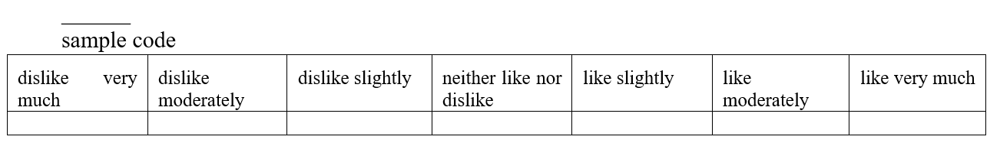 sample code
dislike very much
dislike moderately
dislike slightly
neither like nor dislike
like slightly
like moderately
like very much